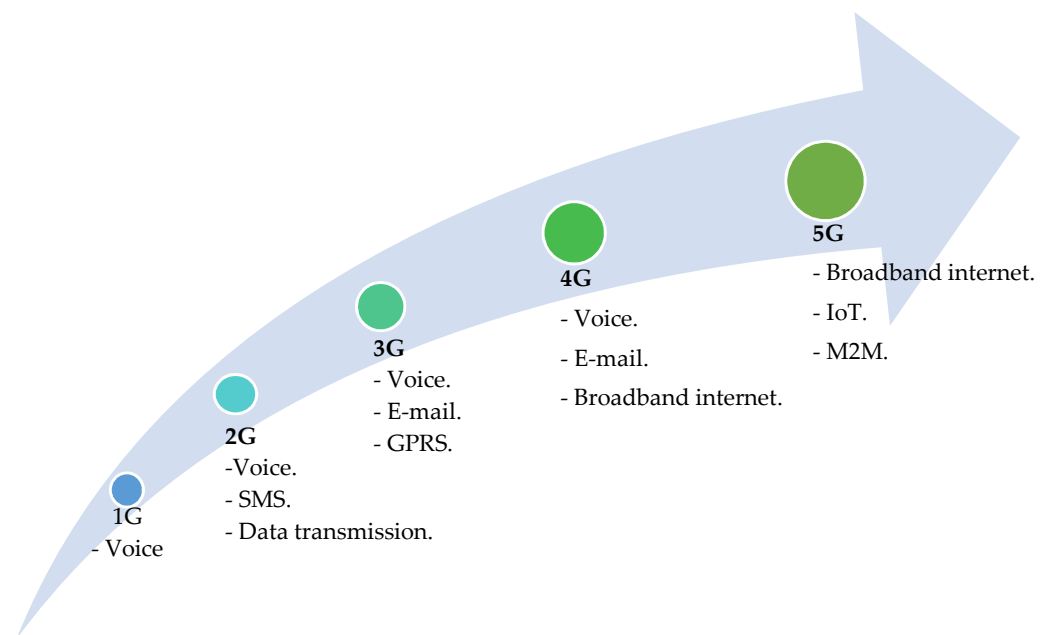 1G
- Voice
2G
-Voice.
- SMS.
- Data transmission.
3G
- Voice.
- E-mail.
- GPRS.
4G
- Voice.
- E-mail.
- Broadband internet.
5G
- Broadband internet.
- IoT.
- M2M.